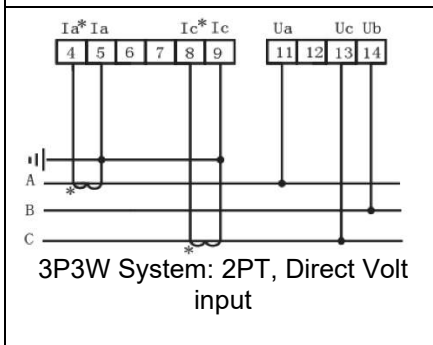 Ia* Ia Ic* Ic Ua Uc Ub
4 5 6 7 8 9 11 12 13 14
A
*
B
C
*
3P3W System: 2PT, Direct Volt
input